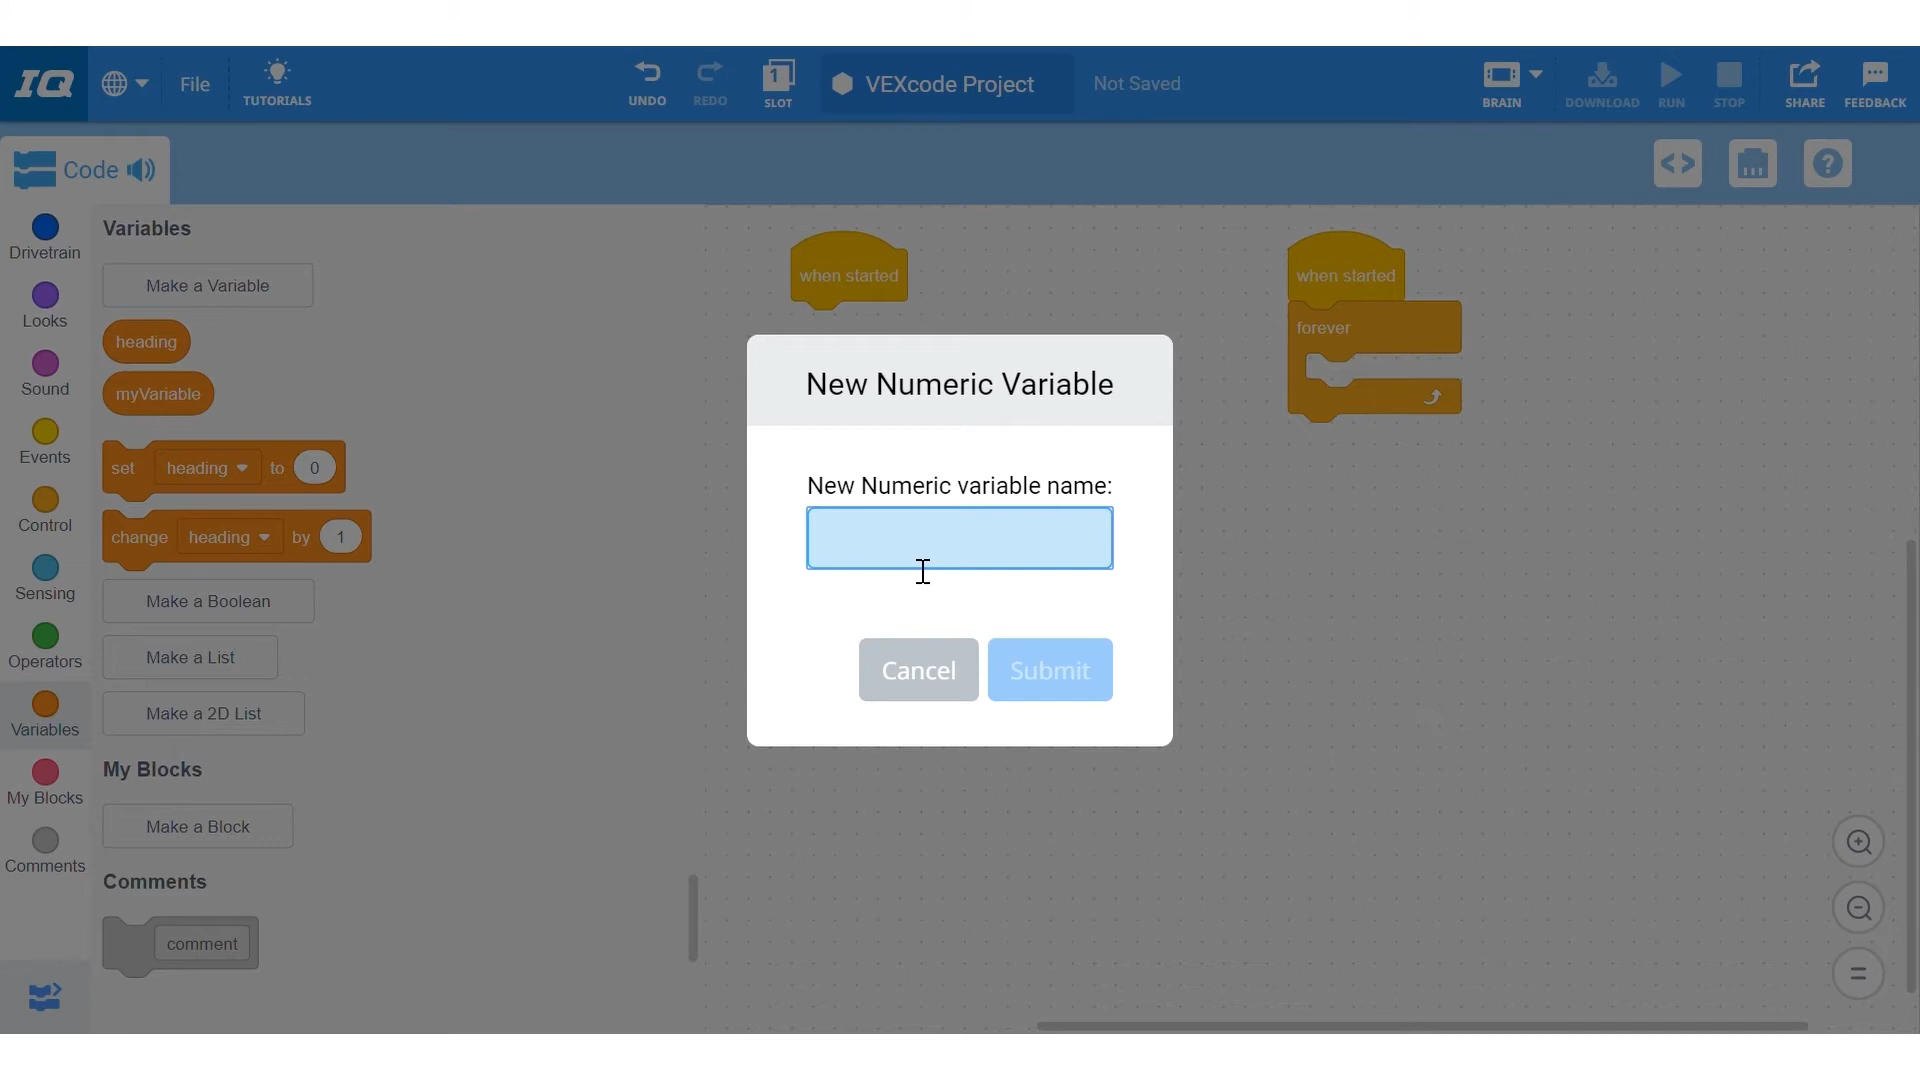 IQ
File
TUTORIALS
UNDO
REDO
1
SLOT
VEXcode Project
Not Saved
BRAIN
DOWNLOAD
RUN
STOP
SHARE
FEEDBACK
Code
<>
?
Drivetrain
Looks
Sound
Events
Control
Sensing
Operators
Variables
My Blocks
Comments
Variables
Make a Variable
heading
myVariable
set heading to 0
change heading by 1
Make a Boolean
Make a List
Make a 2D List
My Blocks
Make a Block
Comments
comment
when started
when started
forever
New Numeric Variable
New Numeric variable name:
Cancel
Submit